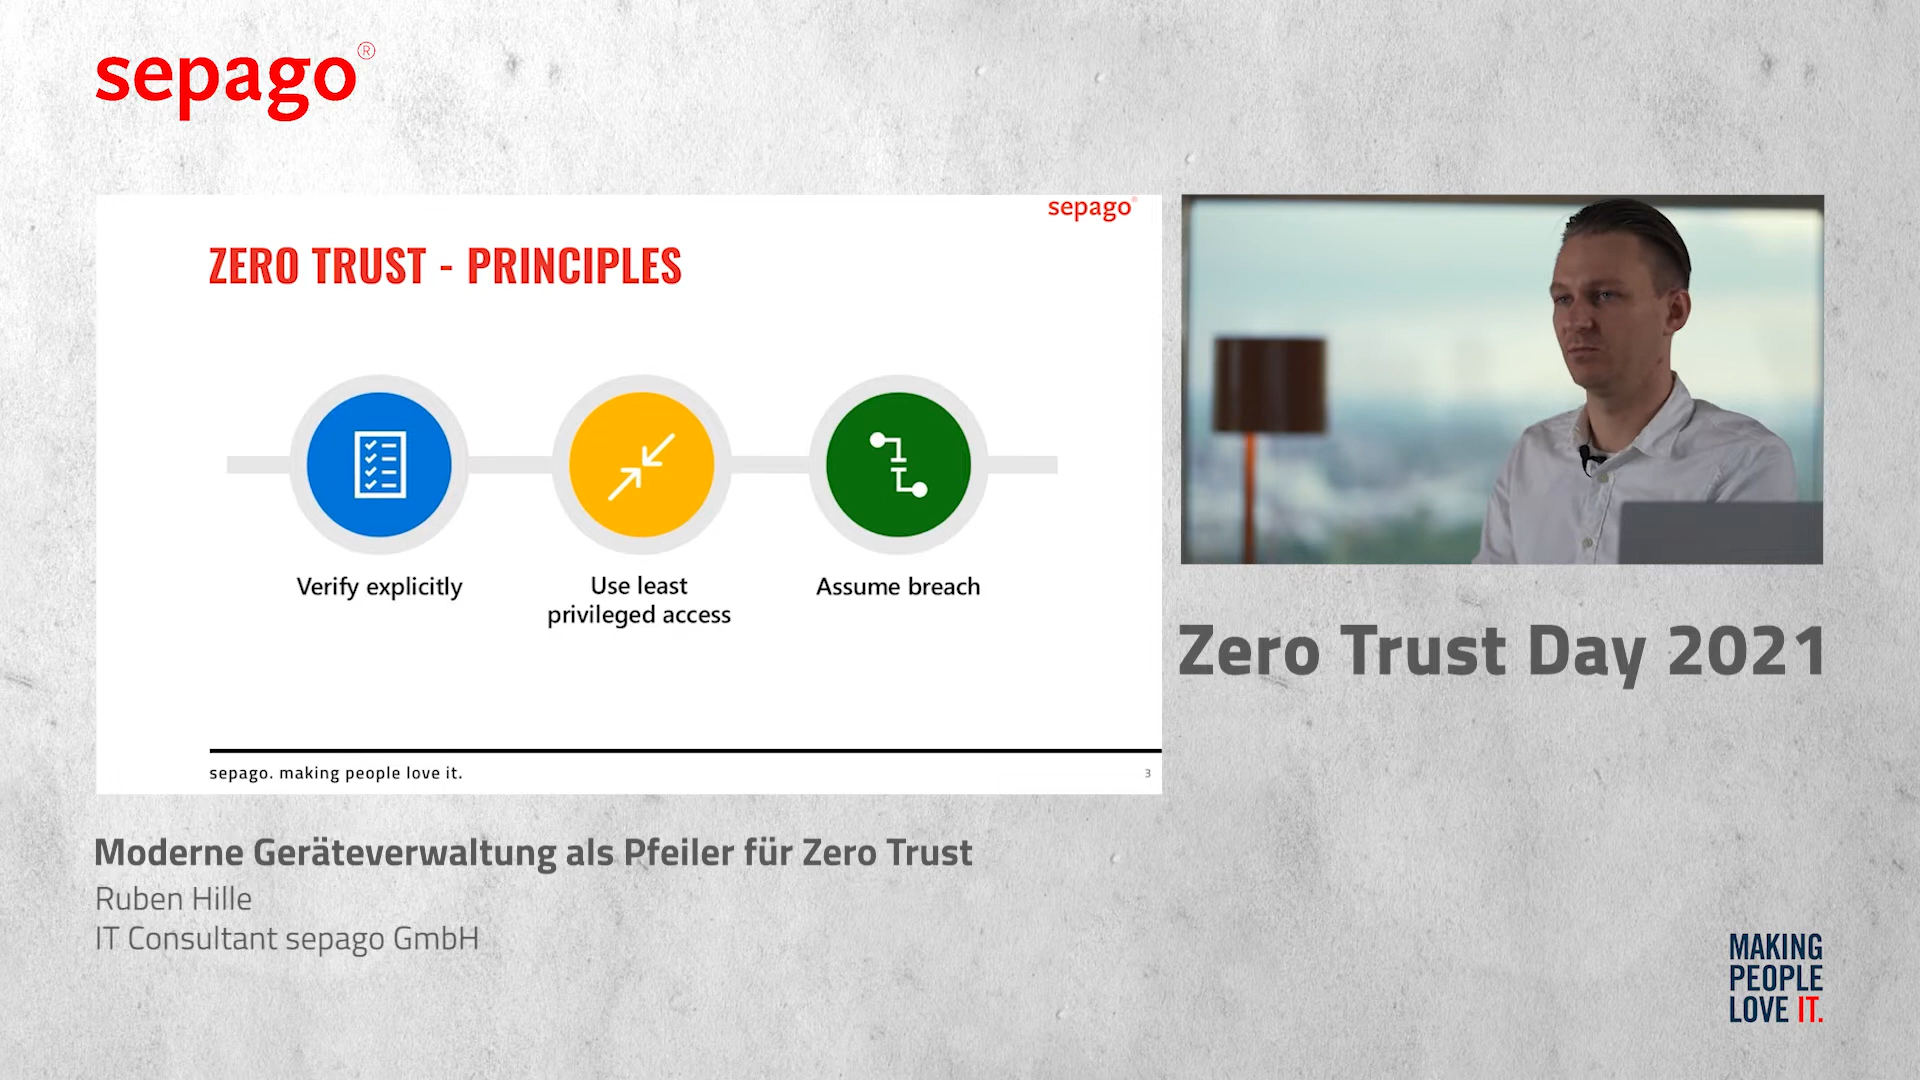 sepago®
sepago®
ZERO TRUST - PRINCIPLES
Verify explicitly
Use least
privileged access
Assume breach
sepago. making people love it.
3
Zero Trust Day 2021
Moderne Geräteverwaltung als Pfeiler für Zero Trust
Ruben Hille
IT Consultant sepago GmbH
MAKING
PEOPLE
LOVE IT.